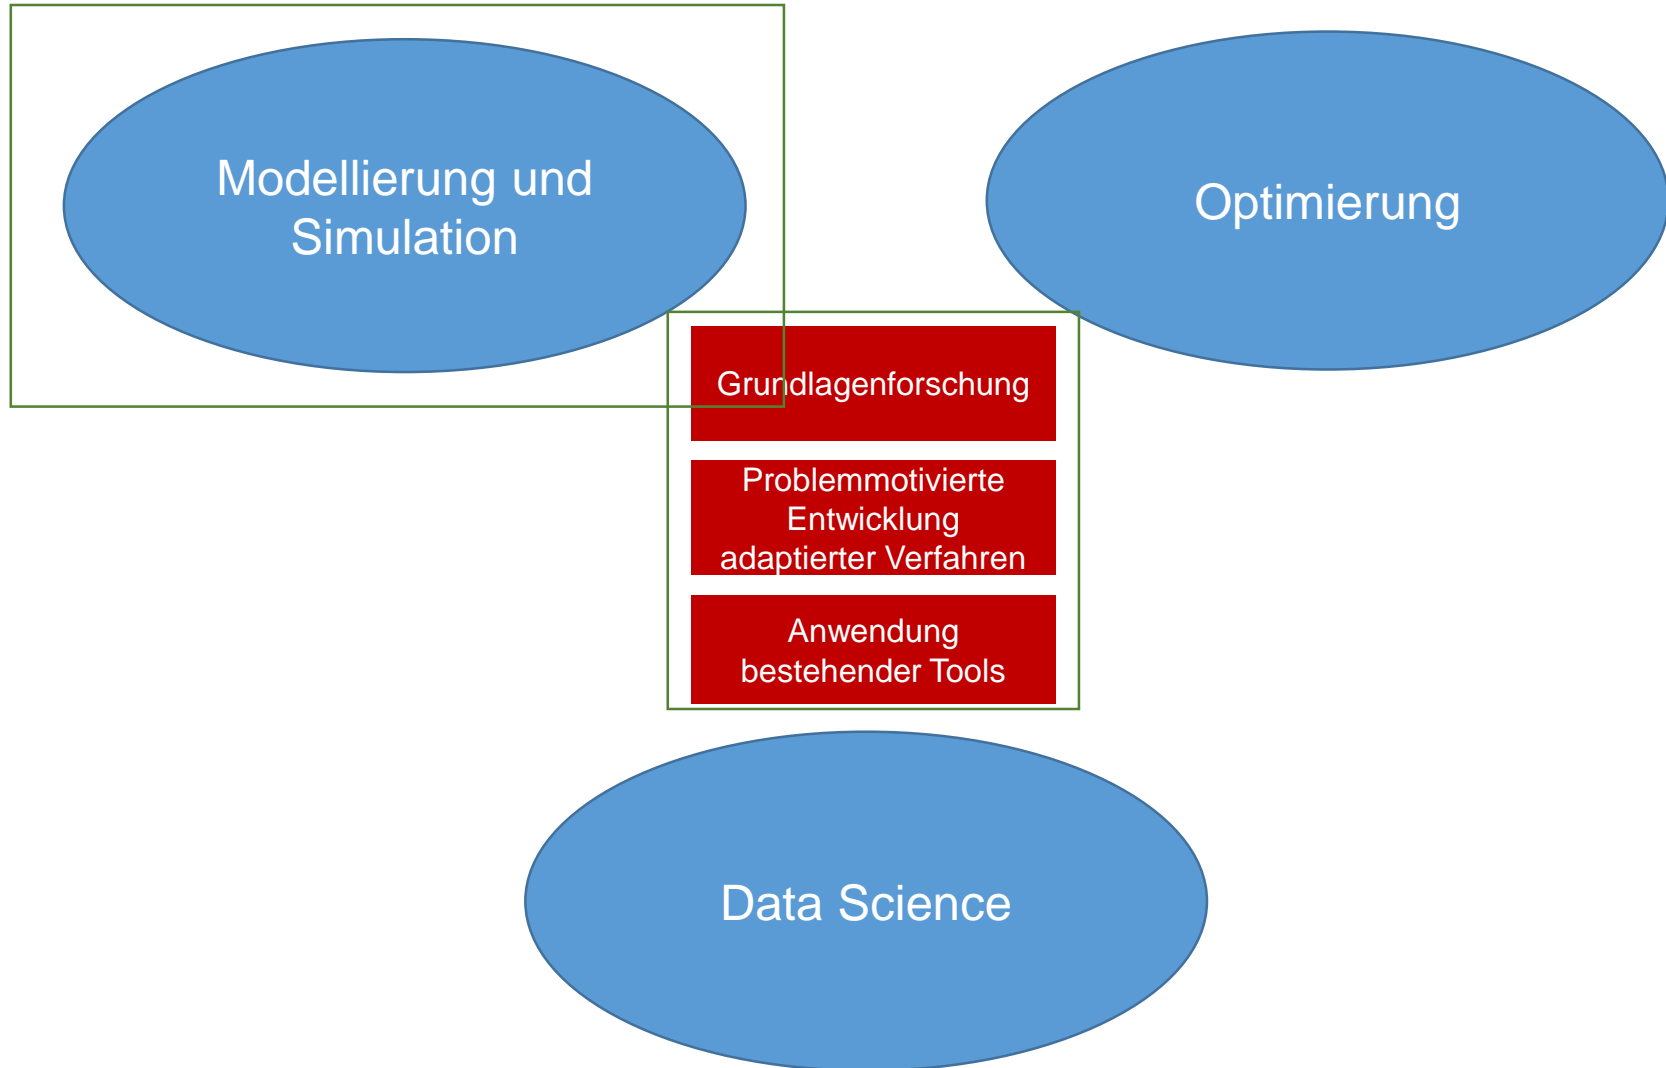 Modellierung und
Simulation
Optimierung
Grundlagenforschung
Problemmotivierte
Entwicklung
adaptierter Verfahren
Anwendung
bestehender Tools
Data Science